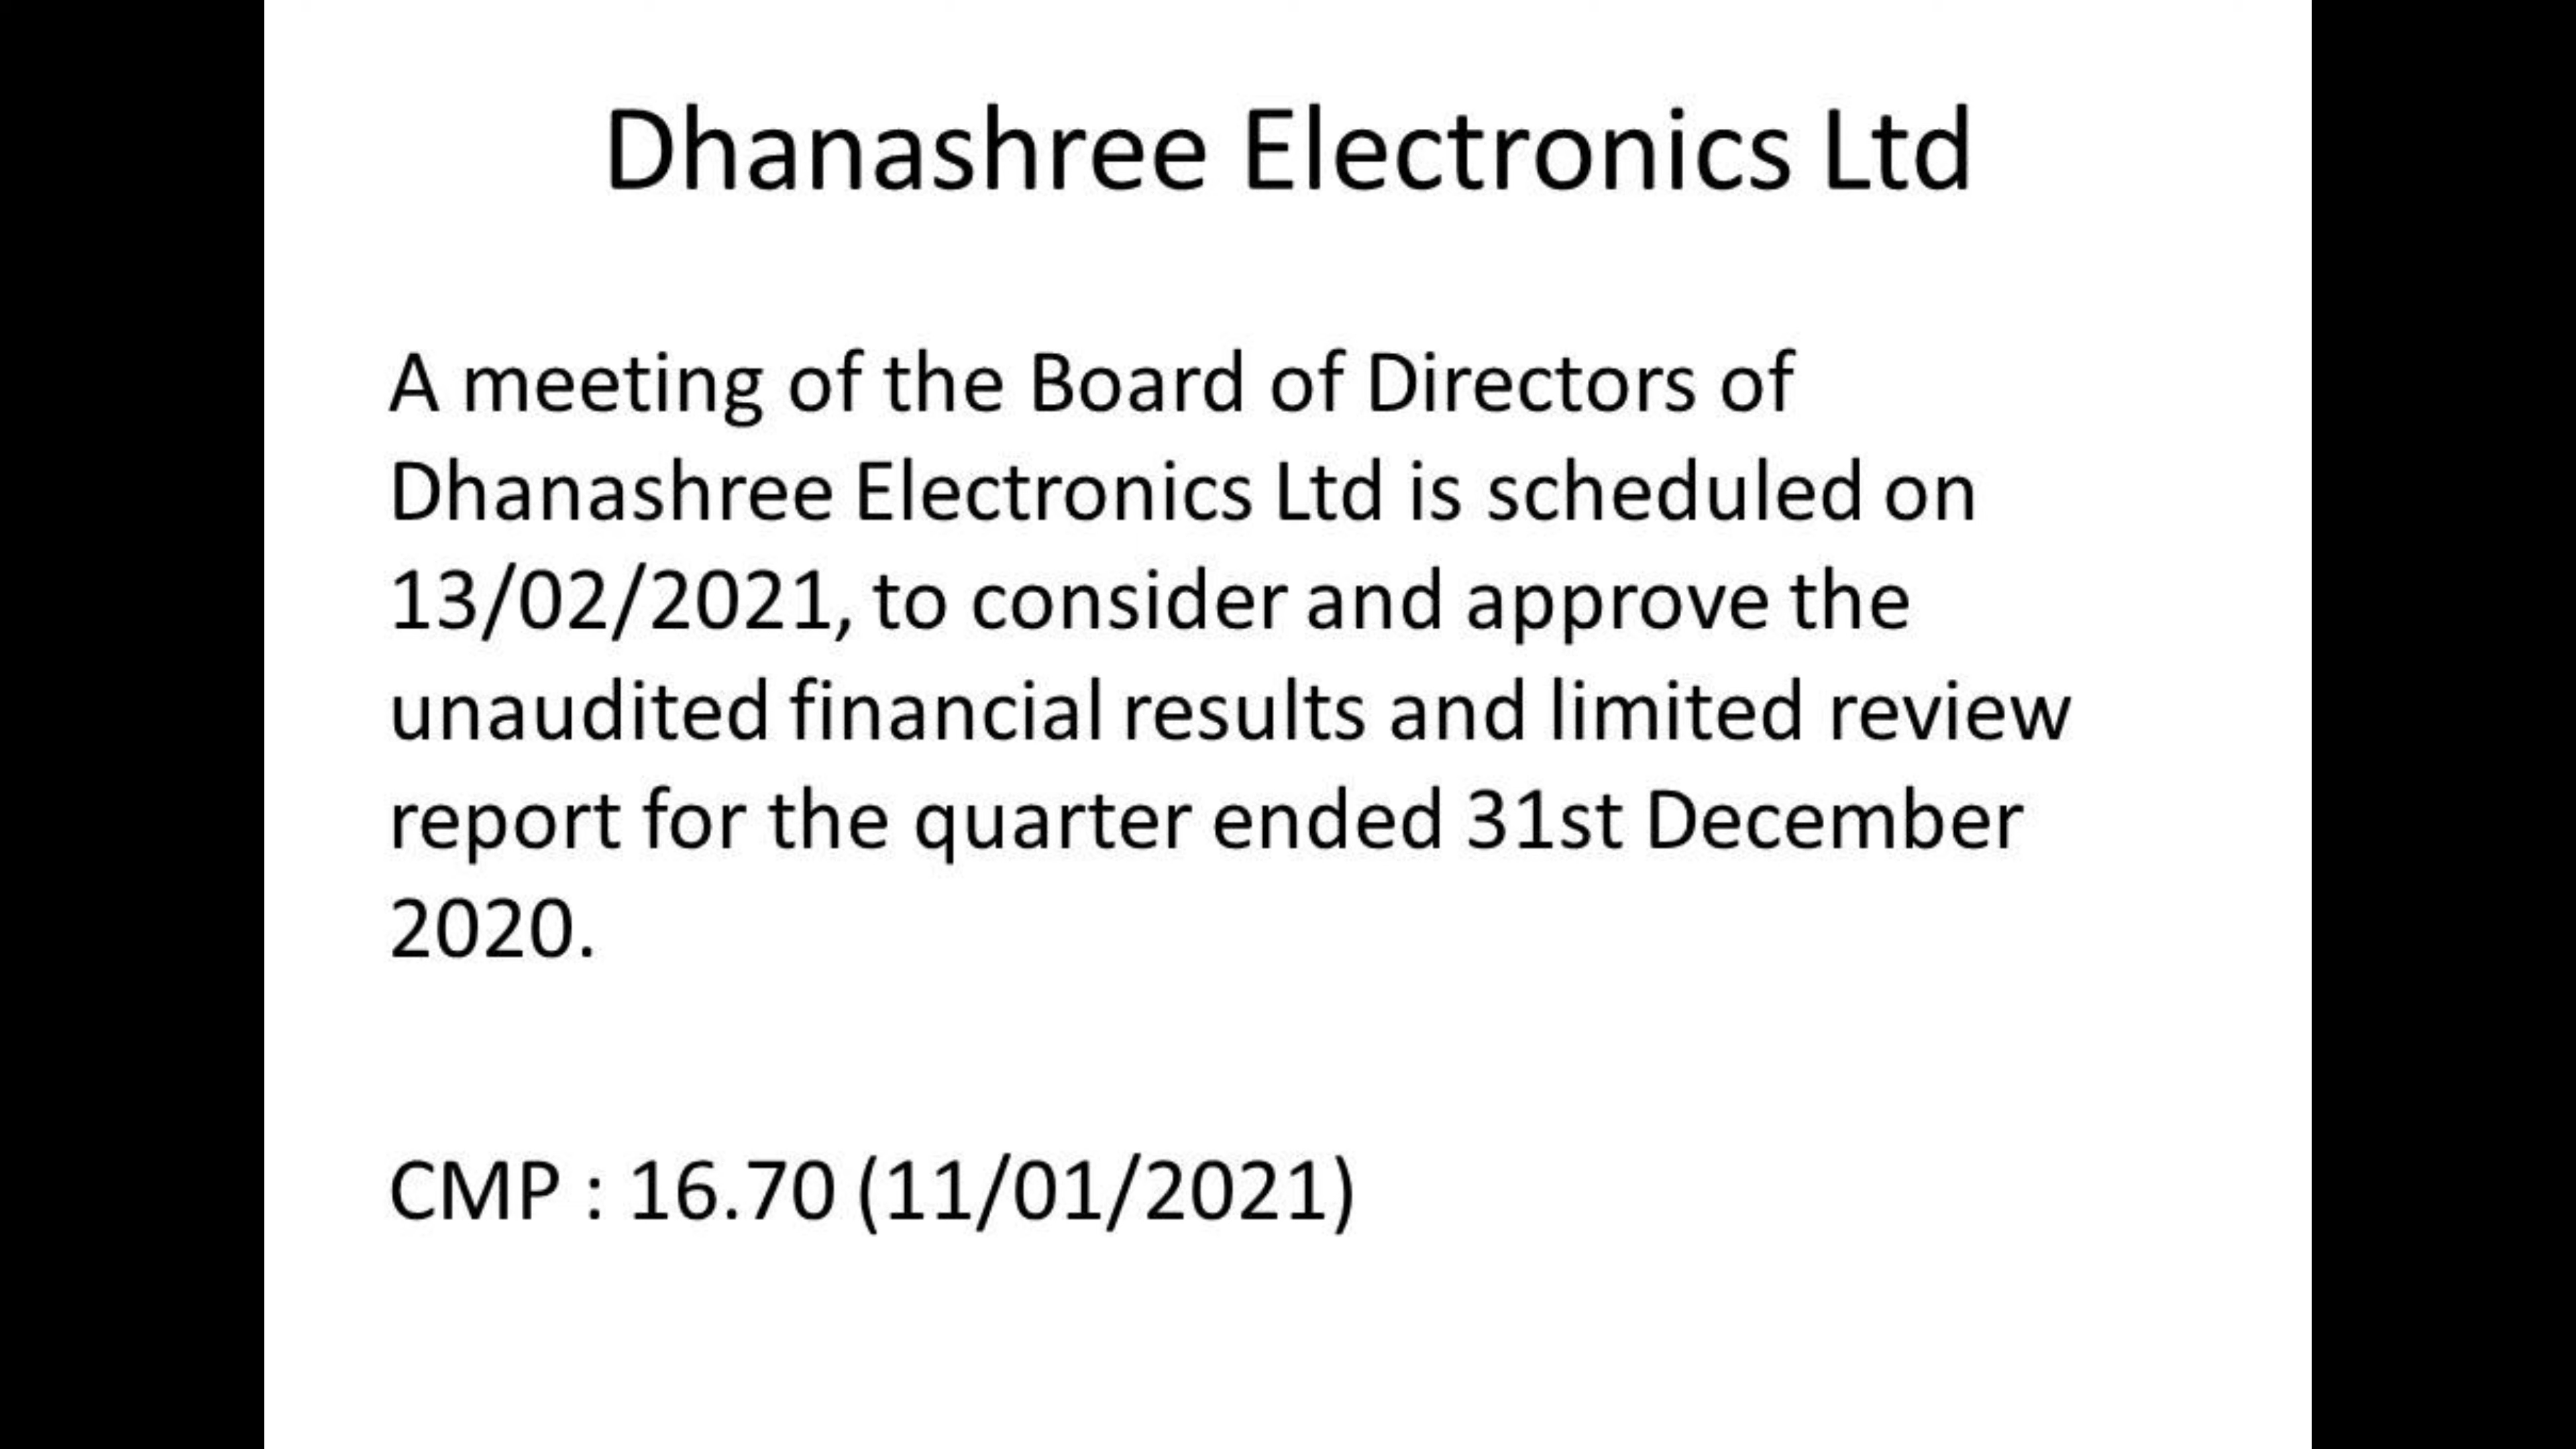 Dhanashree Electronics Ltd
A meeting of the Board of Directors of
Dhanashree Electronics Ltd is scheduled on
13/02/2021, to consider and approve the
unaudited financial results and limited review
report for the quarter ended 31st December
2020.
CMP : 16.70 (11/01/2021)